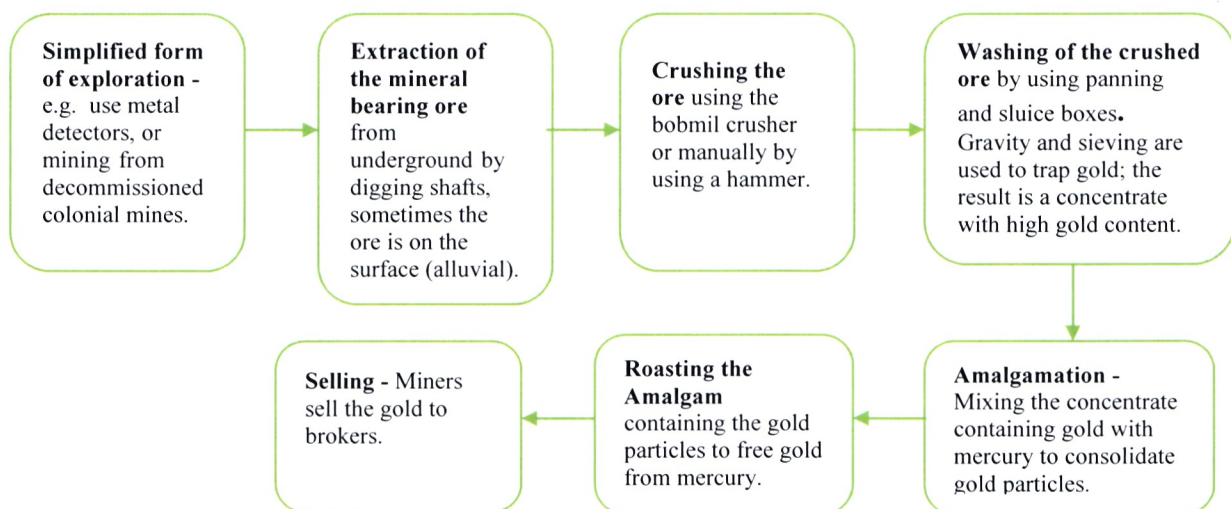 Simplified form
of exploration -
e.g. use metal
detectors, or
mining from
decommissioned
colonial mines.
Extraction of
the mineral
bearing ore
from
underground by
digging shafts,
sometimes the
ore is on the
surface (alluvial).
Crushing the
ore using the
bobmil crusher
or manually by
using a hammer.
Washing of the crushed
ore by using panning
and sluice boxes.
Gravity and sieving are
used to trap gold; the
result is a concentrate
with high gold content.
Amalgamation -
Mixing the concentrate
containing gold with
mercury to consolidate
gold particles.
Roasting the
Amalgam
containing the gold
particles to free gold
from mercury.
Selling - Miners
sell the gold to
brokers.